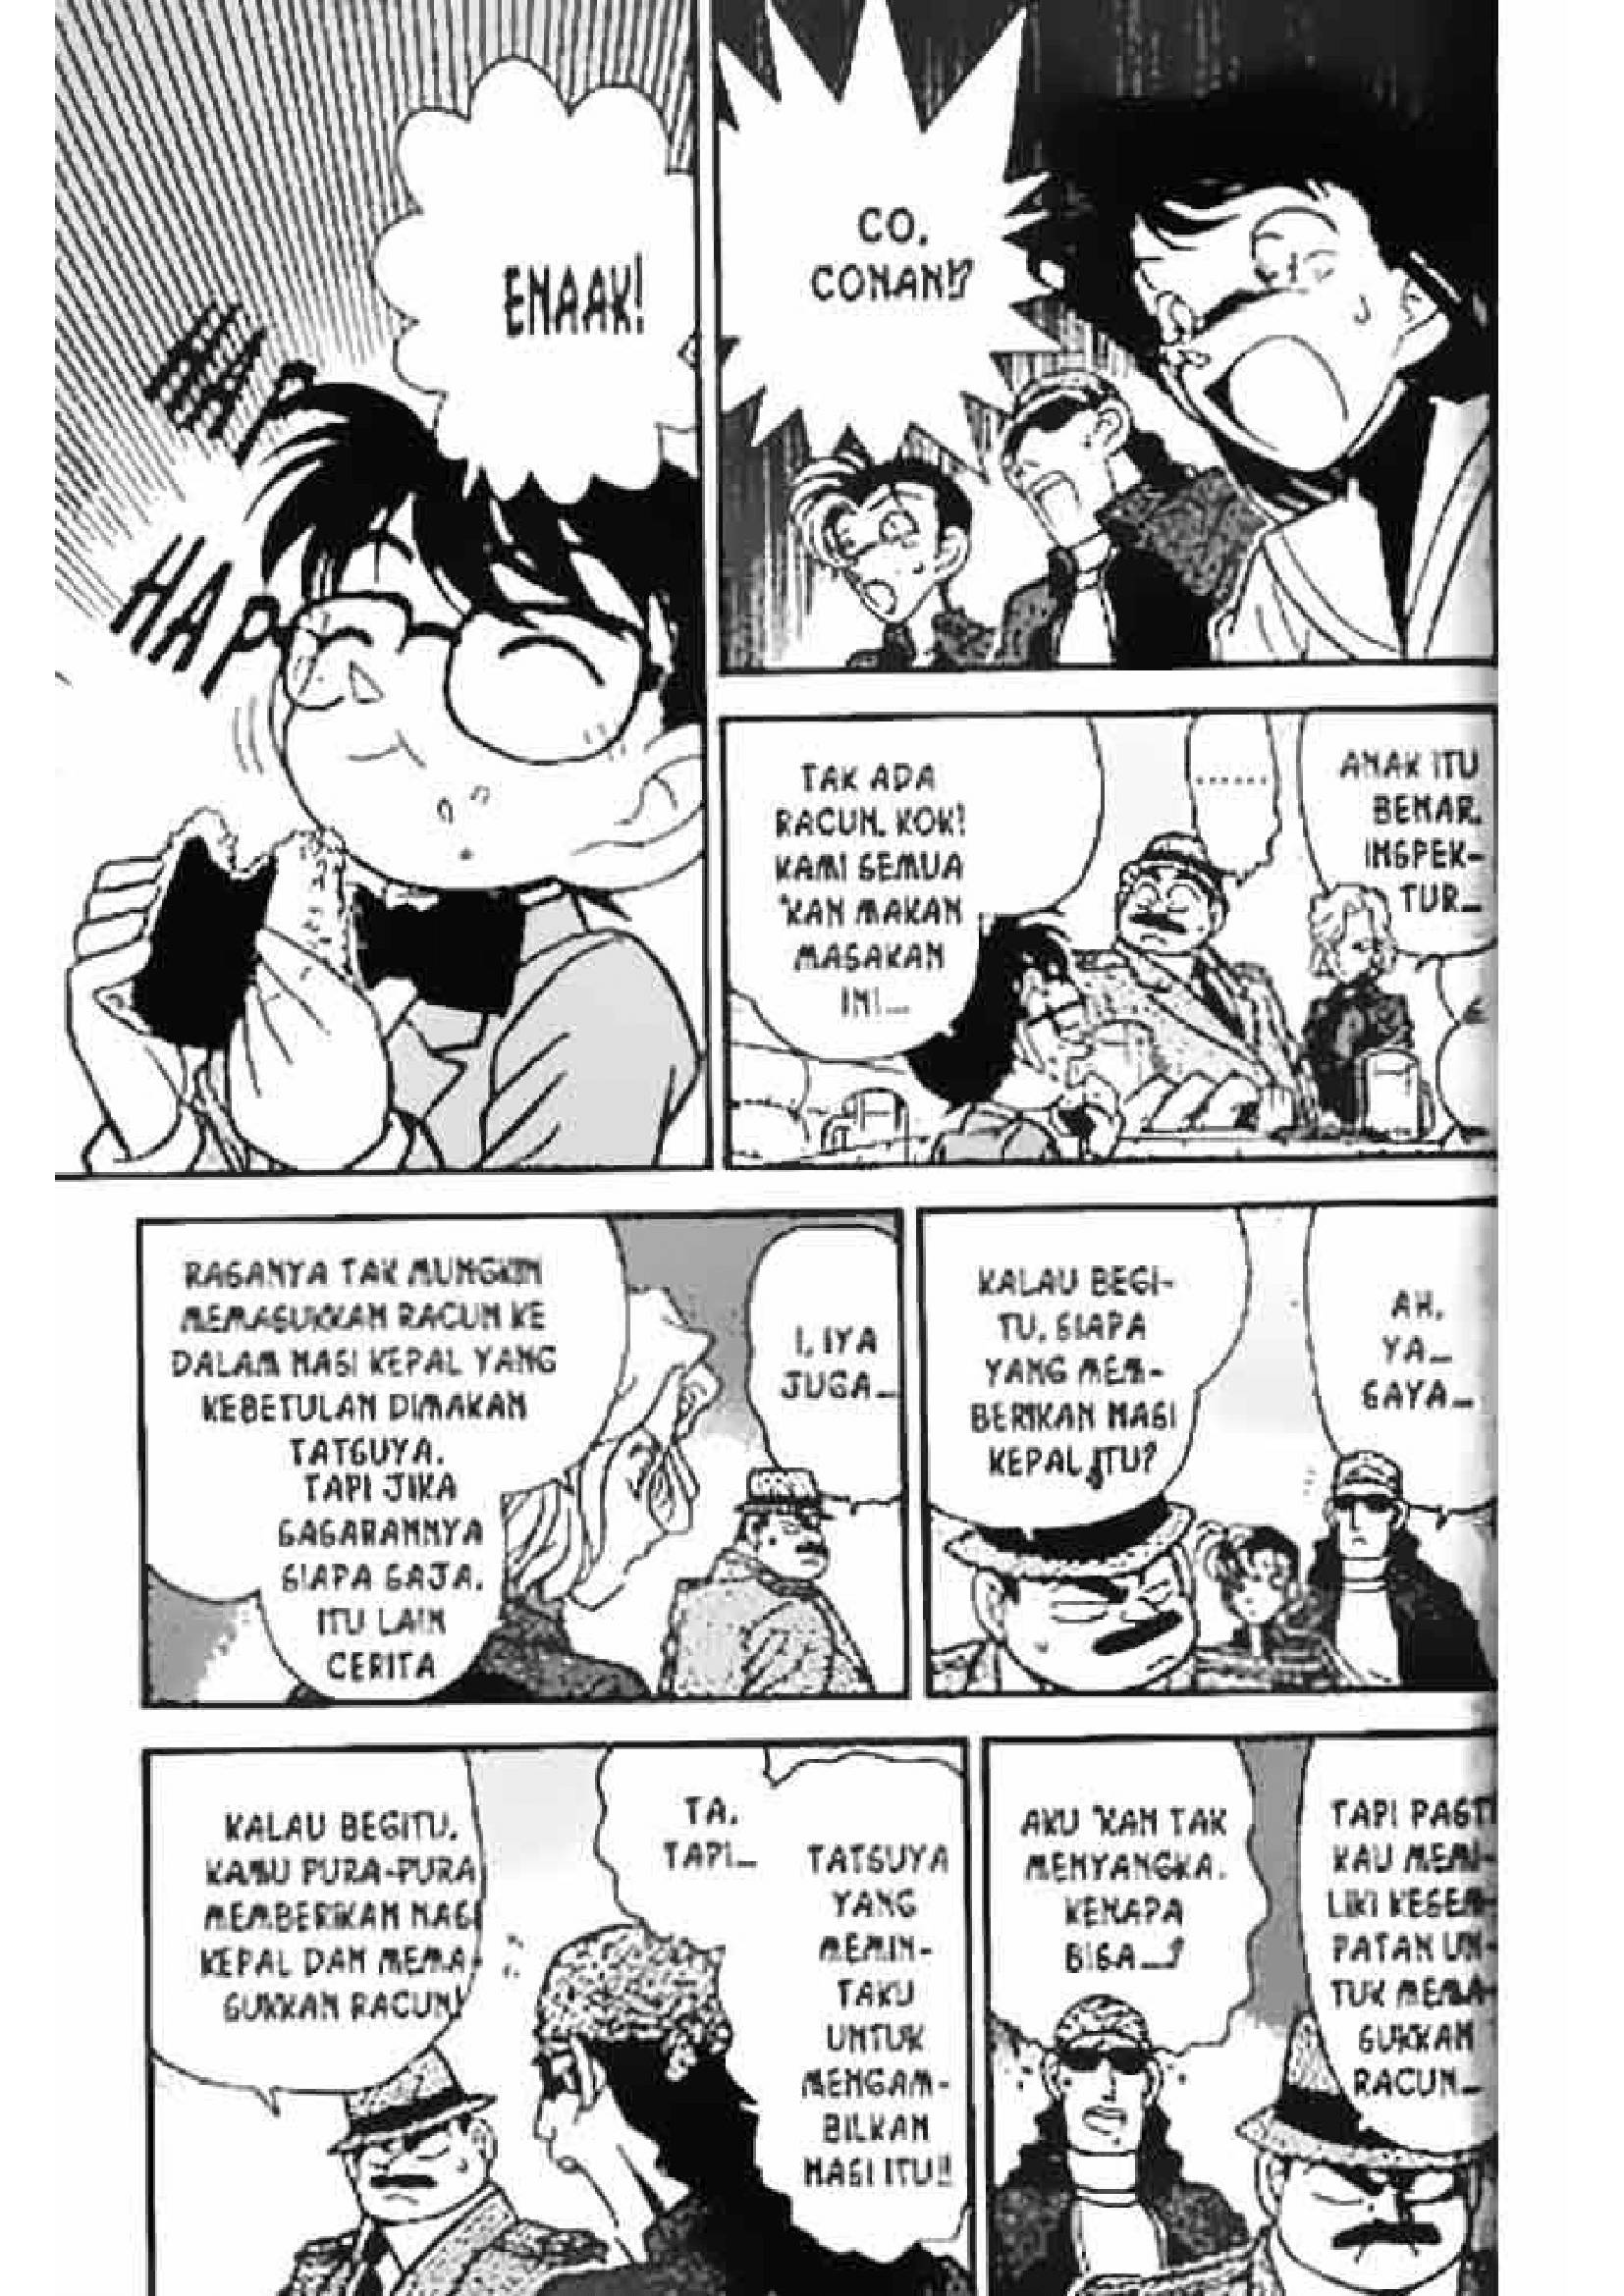 CO,
CONAN!?
ENAAK!
HAP
HAP
ANAK ITU
BENAR,
INSPEK-
TUR...
.......
TAK ADA
RACUN, KOK!
KAMI SEMUA
'KAN MAKAN
MASAKAN
INI...
AH,
YA...
SAYA...
KALAU BEGI-
TU, SIAPA
YANG MEM-
BERIKAN NASI
KEPAL ITU?
I, IYA
JUGA...
RASANYA TAK MUNGKIN
MEMASUKKAN RACUN KE
DALAM NASI KEPAL YANG
KEBETULAN DIMAKAN
TATSUYA.
TAPI JIKA
SASARANNYA
SIAPA SAJA,
ITU LAIN
CERITA
TAPI PASTI
KAU MEMI-
LIKI KESEM-
PATAN UN-
TUK MEMA-
SUKKAN
RACUN...
AKU 'KAN TAK
MENYANGKA.
KENAPA
BISA...?
TA,
TAPI...
TATSUYA
YANG
MEMIN-
TAKU
UNTUK
MENGAM-
BILKAN
NASI ITU!!
KALAU BEGITU,
KAMU PURA-PURA
MEMBERIKAN NASI
KEPAL DAN MEMA-
SUKKAN RACUN!